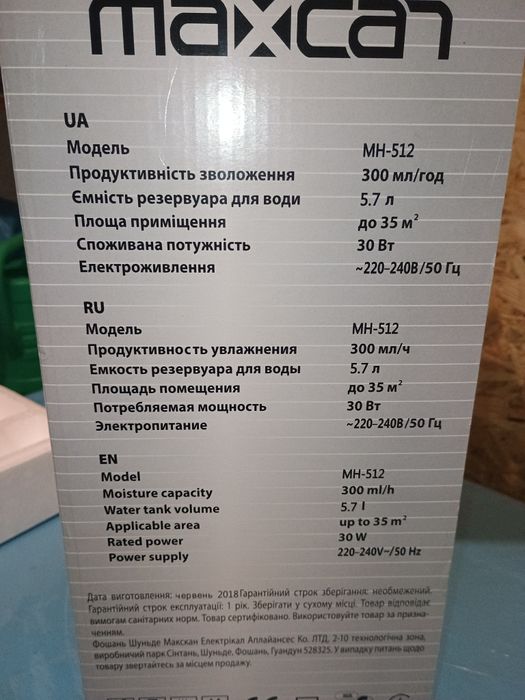 maxcan
UA
Модель MH-512
Продуктивність зволоження 300 мл/год
Ємність резервуара для води 5.7 л
Площа приміщення до 35 м²
Споживана потужність 30 Вт
Електроживлення ~220-240В/50 Гц
RU
Модель MH-512
Продуктивность увлажнения 300 мл/ч
Емкость резервуара для воды 5.7 л
Площадь помещения до 35 м²
Потребляемая мощность 30 Вт
Электропитание ~220-240В/50 Гц
EN
Model MH-512
Moisture capacity 300 ml/h
Water tank volume 5.7 l
Applicable area up to 35 m²
Rated power 30 W
Power supply 220-240V~/50 Hz
Дата виготовлення: червень 2018 Гарантійний строк зберігання: необмежений.
Гарантійний строк експлуатації: 1 рік. Зберігати у сухому місці. Товар відповідає
вимогам санітарних норм. Товар сертифіковано. Використовуйте товар за призна-
ченням.
Фошань Шуньде Макскан Електрікал Аплайансес Ко. ЛТД, 2-10 технологічна зона,
виробничий парк Сінтань, Шуньде, Фошань, Гуандун 528325. У випадку питань щодо
товару звертайтесь за місцем продажу.